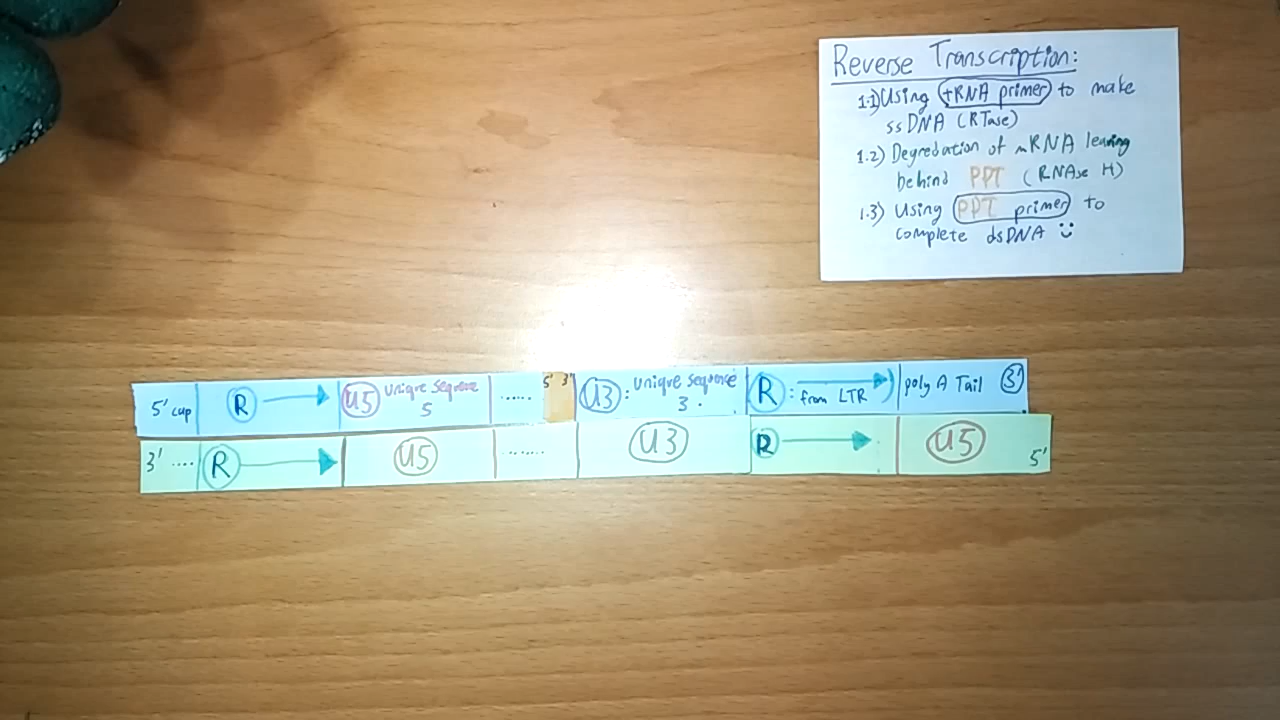 Reverse Transcription:
1.1) Using tRNA primer to make
ssDNA (RTase)
1.2) Degredation of mRNA leaving
behind PPT (RNAse H)
1.3) Using PPT primer to
complete dsDNA
5' cap R U5 Unique Sequence 5 ...... 5' 3' U3: Unique Sequence 3. R: from LTR) poly A Tail 3'
3' .... R U5 ........ U3 R U5 5'